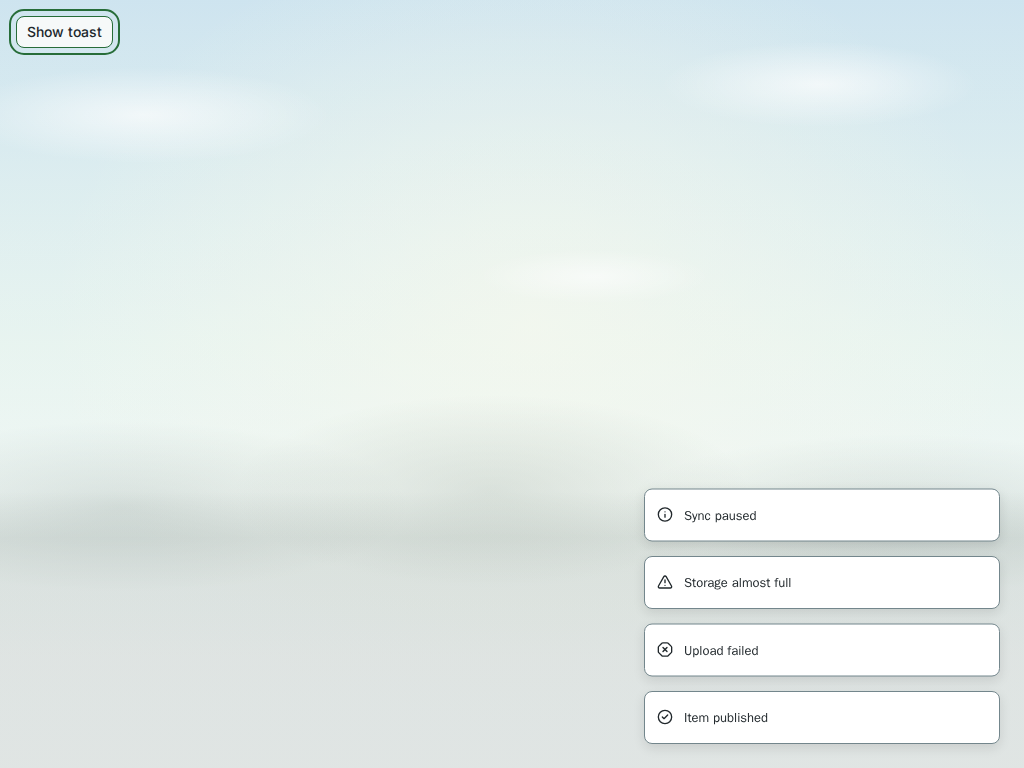 Show toast
Sync paused
Storage almost full
Upload failed
Item published